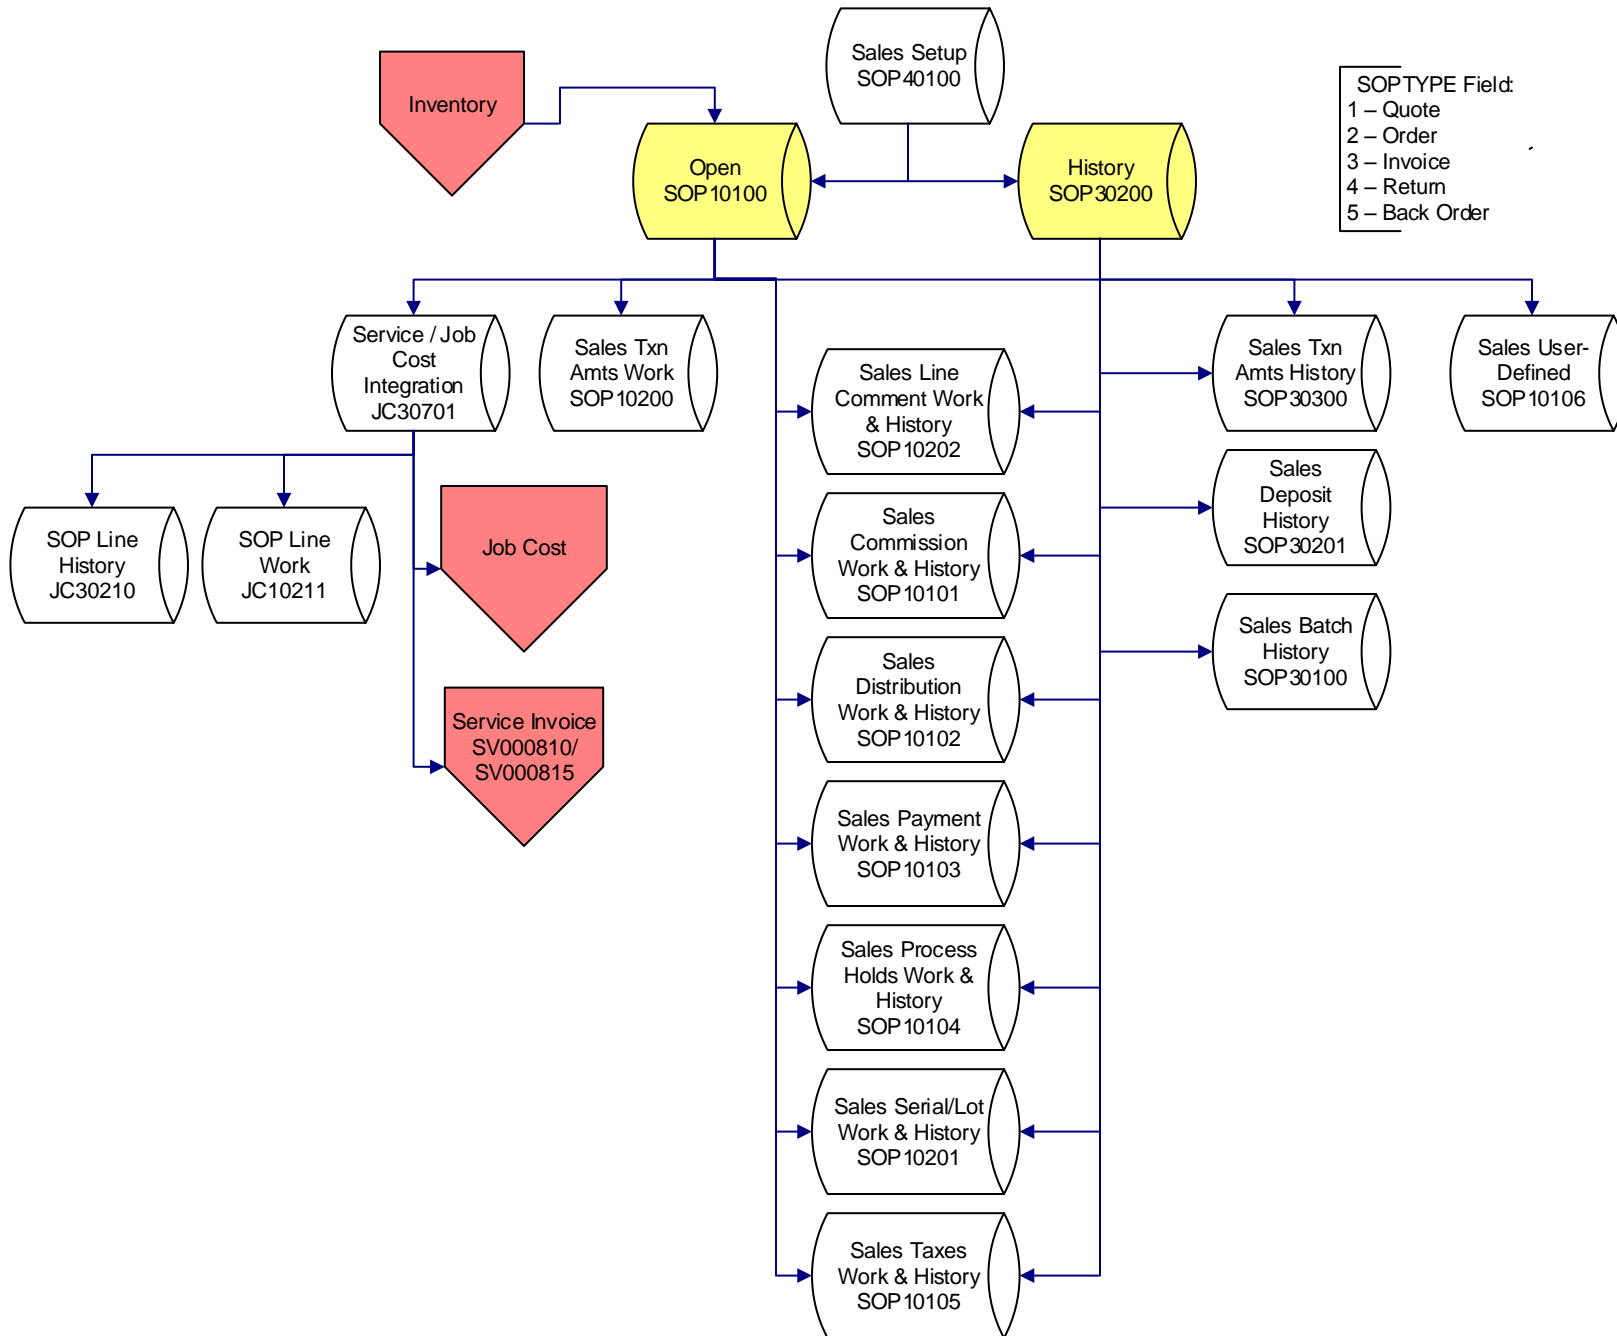 Sales Setup
SOP40100
Inventory
SOPTYPE Field:
1 – Quote
2 – Order
3 – Invoice
4 – Return
5 – Back Order
Open
SOP10100
History
SOP30200
Service / Job
Cost
Integration
JC30701
Sales Txn
Amts Work
SOP10200
Sales Line
Comment Work
& History
SOP10202
Sales Txn
Amts History
SOP30300
Sales User-
Defined
SOP10106
SOP Line
History
JC30210
SOP Line
Work
JC10211
Job Cost
Sales
Commission
Work & History
SOP10101
Sales
Deposit
History
SOP30201
Service Invoice
SV000810/
SV000815
Sales
Distribution
Work & History
SOP10102
Sales Batch
History
SOP30100
Sales Payment
Work & History
SOP10103
Sales Process
Holds Work &
History
SOP10104
Sales Serial/Lot
Work & History
SOP10201
Sales Taxes
Work & History
SOP10105